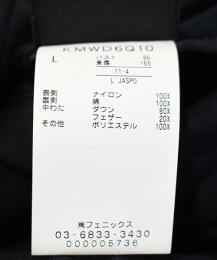 KMWD6Q10
L バスト 86
身長 165
11-4
L JASPO
表側 ナイロン 100%
裏側 綿 100%
中わた ダウン 80%
フェザー 20%
その他 ポリエステル 100%
㈱フェニックス
03-6833-3430
000005736